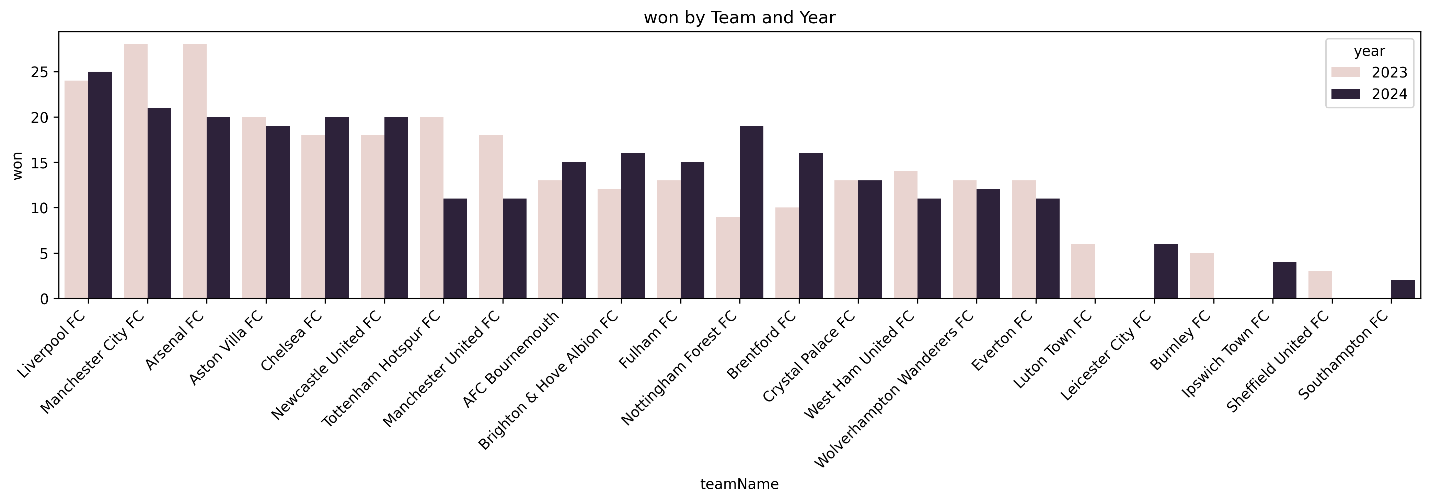 won by Team and Year
year
2023
2024
won
25
20
15
10
5
0
Liverpool FC
Manchester City FC
Arsenal FC
Aston Villa FC
Chelsea FC
Newcastle United FC
Tottenham Hotspur FC
Manchester United FC
AFC Bournemouth
Brighton & Hove Albion FC
Fulham FC
Nottingham Forest FC
Brentford FC
Crystal Palace FC
West Ham United FC
Wolverhampton Wanderers FC
Everton FC
Luton Town FC
Leicester City FC
Burnley FC
Ipswich Town FC
Sheffield United FC
Southampton FC
teamName